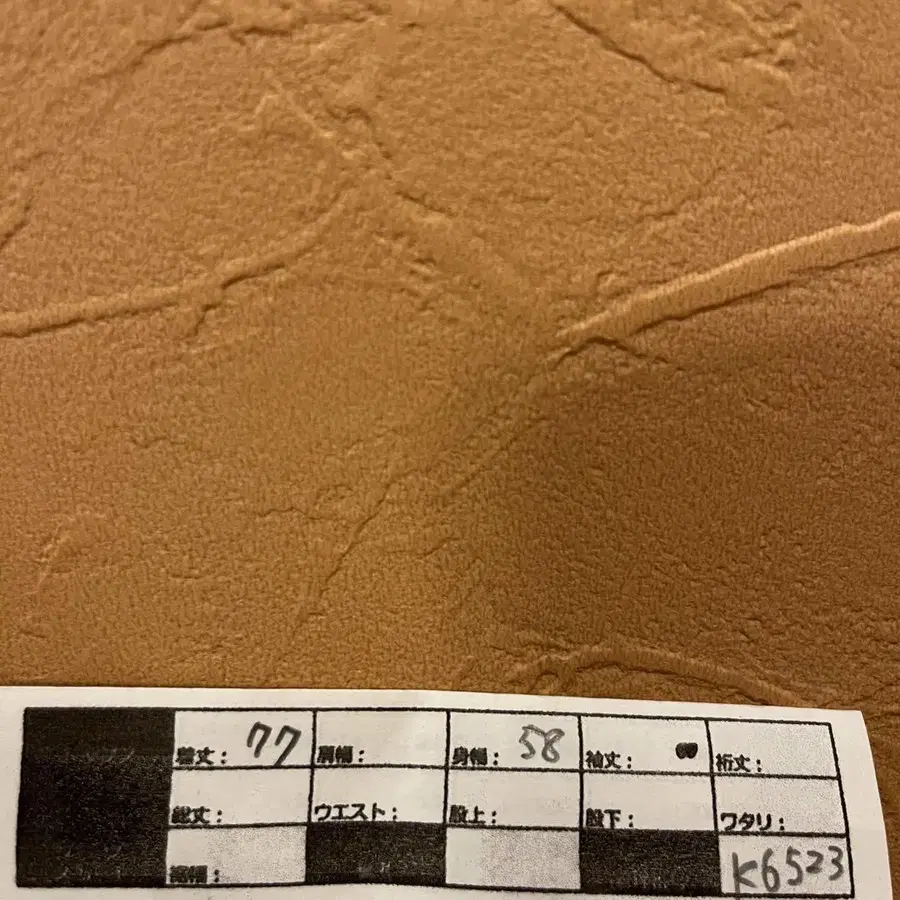 着丈: 77 肩幅: 身幅: 58 袖丈: 裄丈:
総丈: ウエスト: 股上: 股下: ワタリ:
裾幅: K6523